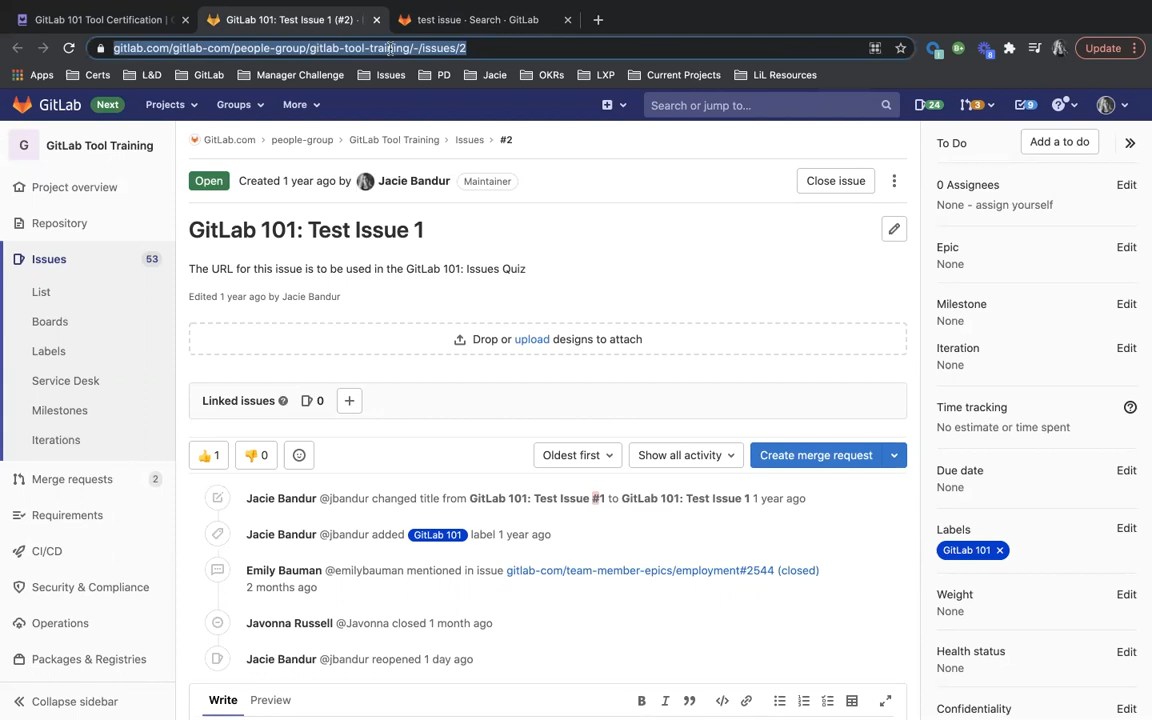 GitLab 101 Tool Certification |
GitLab 101: Test Issue 1 (#2) ·
test issue · Search · GitLab
gitlab.com/gitlab-com/people-group/gitlab-tool-training/-/issues/2
Update
Apps Certs L&D GitLab Manager Challenge Issues PD Jacie OKRs LXP Current Projects LiL Resources
GitLab Next Projects Groups More Search or jump to... 24 3 9
G GitLab Tool Training
Project overview
Repository
Issues 53
List
Boards
Labels
Service Desk
Milestones
Iterations
Merge requests 2
Requirements
CI/CD
Security & Compliance
Operations
Packages & Registries
Collapse sidebar
GitLab.com > people-group > GitLab Tool Training > Issues > #2
Open Created 1 year ago by Jacie Bandur Maintainer Close issue
GitLab 101: Test Issue 1
The URL for this issue is to be used in the GitLab 101: Issues Quiz
Edited 1 year ago by Jacie Bandur
Drop or upload designs to attach
Linked issues 0
1 0 Oldest first Show all activity Create merge request
Jacie Bandur @jbandur changed title from GitLab 101: Test Issue #1 to GitLab 101: Test Issue 1 1 year ago
Jacie Bandur @jbandur added GitLab 101 label 1 year ago
Emily Bauman @emilybauman mentioned in issue gitlab-com/team-member-epics/employment#2544 (closed)
2 months ago
Javonna Russell @Javonna closed 1 month ago
Jacie Bandur @jbandur reopened 1 day ago
Write Preview
To Do Add a to do
0 Assignees Edit
None - assign yourself
Epic Edit
None
Milestone Edit
None
Iteration Edit
None
Time tracking
No estimate or time spent
Due date Edit
None
Labels Edit
GitLab 101
Weight Edit
None
Health status Edit
None
Confidentiality Edit